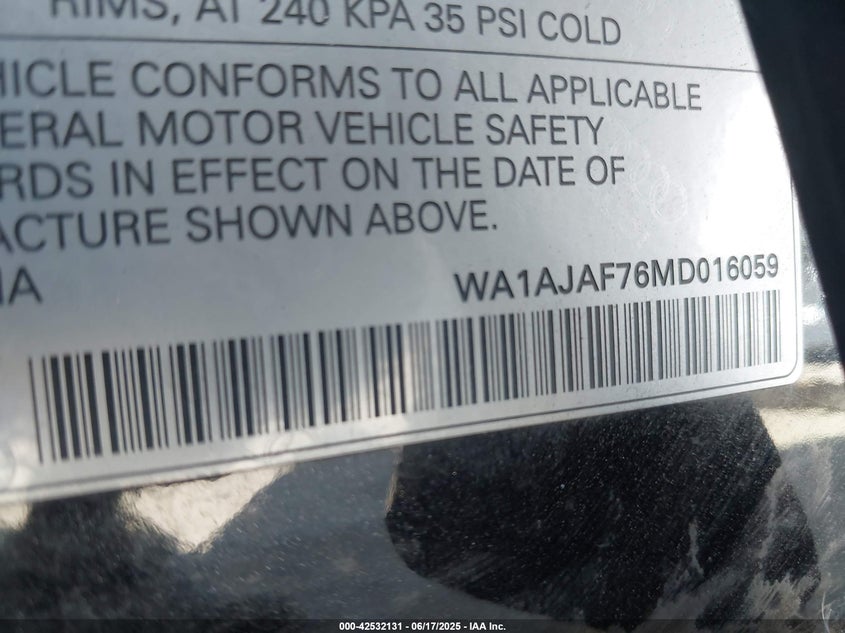 RIMS, AT 240 KPA 35 PSI COLD
HICLE CONFORMS TO ALL APPLICABLE
ERAL MOTOR VEHICLE SAFETY
RDS IN EFFECT ON THE DATE OF
ACTURE SHOWN ABOVE.
IA
WA1AJAF76MD016059
000-42532131 - 06/17/2025 - IAA Inc.